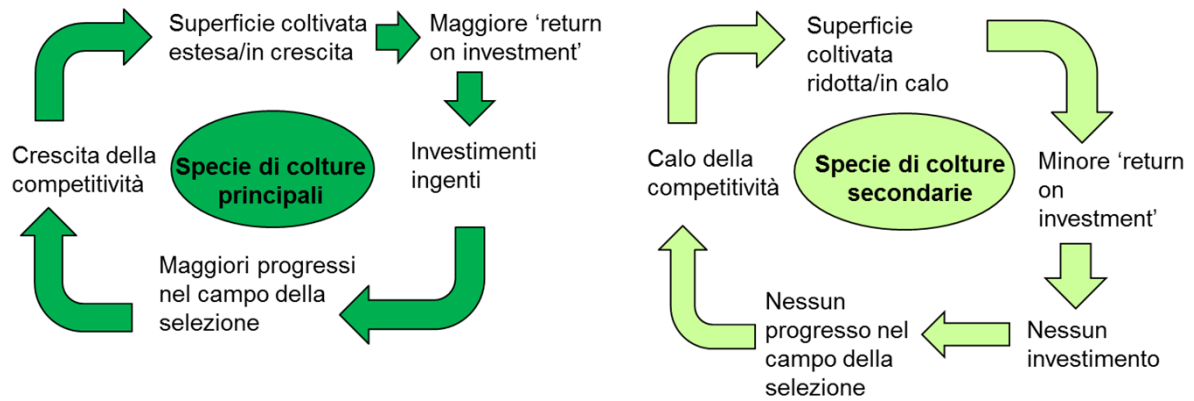 Superficie coltivata
estesa/in crescita
Maggiore ‘return
on investment’
Investimenti
ingenti
Maggiori progressi
nel campo della
selezione
Crescita della
competitività
Specie di colture
principali
Superficie
coltivata
ridotta/in calo
Minore ‘return
on
investment’
Nessun
investimento
Nessun
progresso nel
campo della
selezione
Calo della
competitività
Specie di colture
secondarie